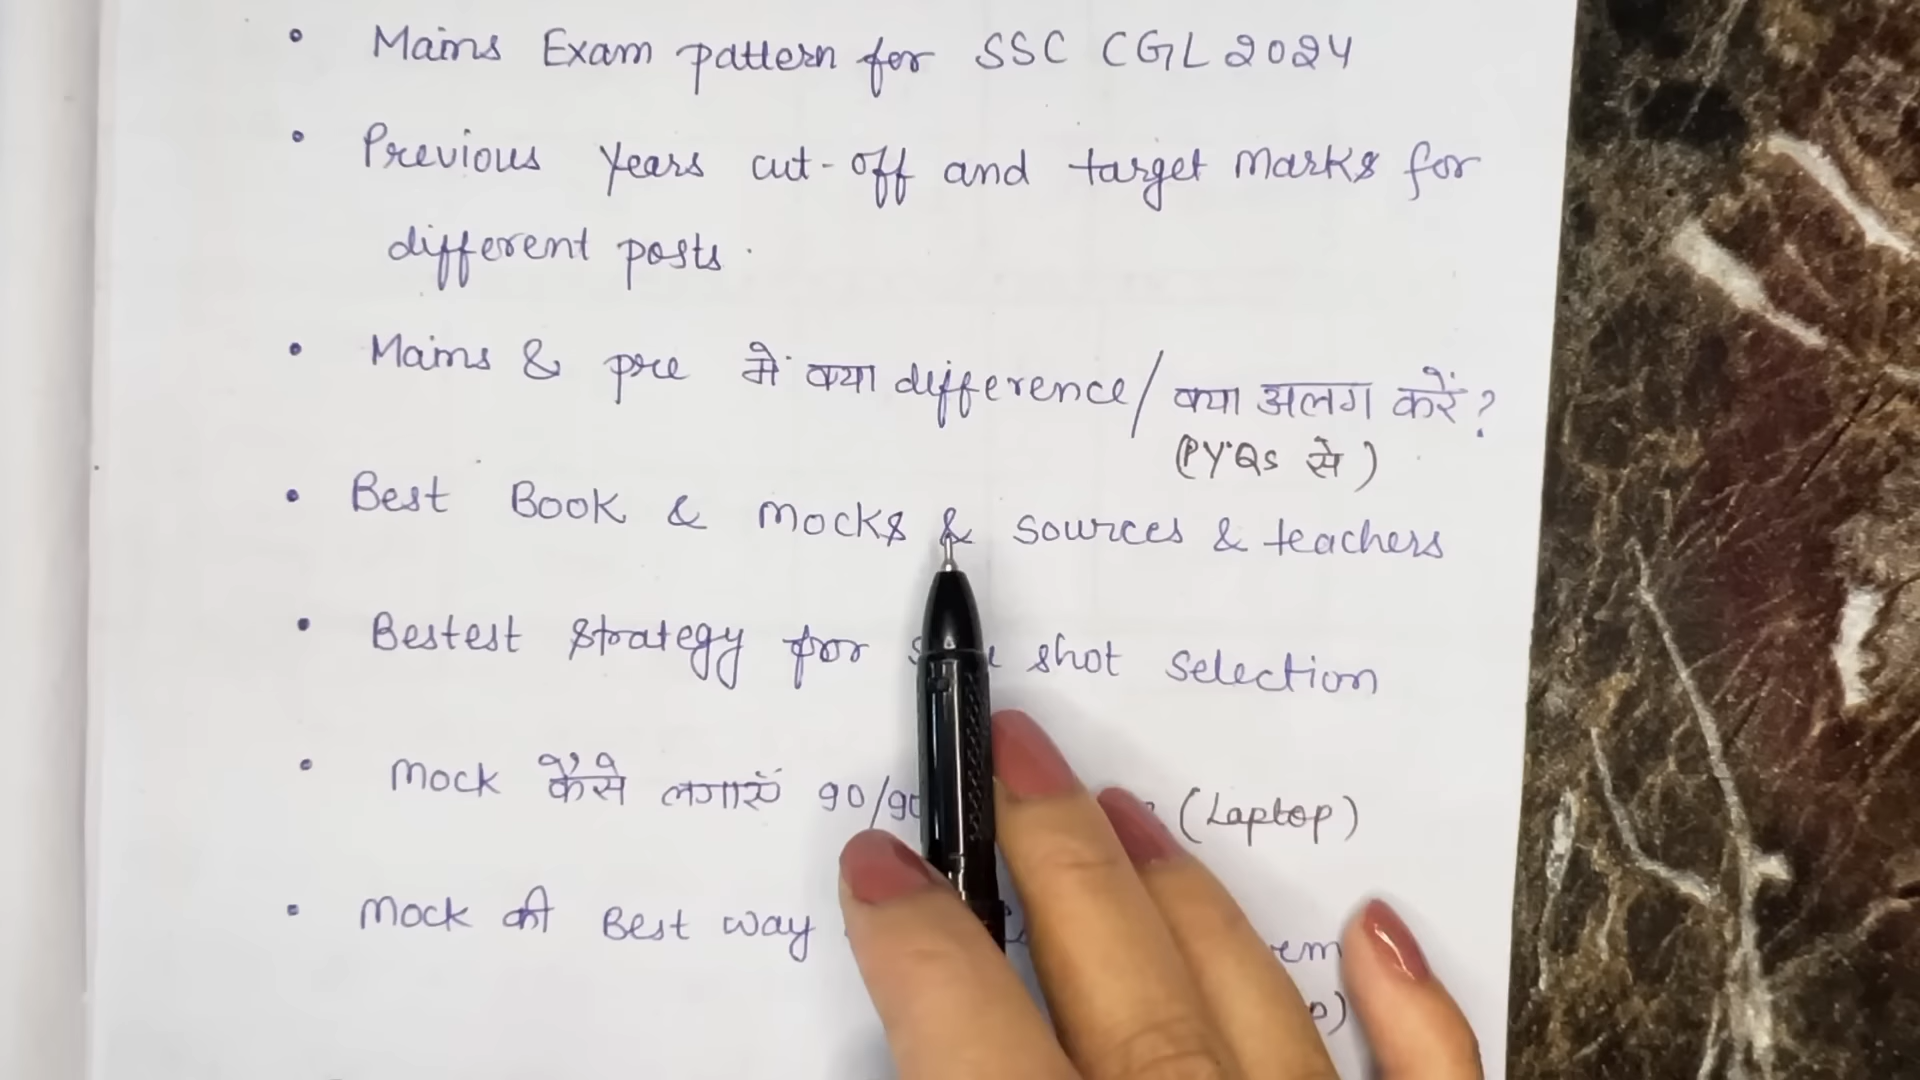 • Mains Exam pattern for SSC CGL 2024
• Previous Years cut-off and target Marks for
different posts.
• Mains & pre में क्या difference/ क्या अलग करें?
(PYQs से)
• Best Book & Mocks & sources & teachers
• Bestest strategy for shot selection
• Mock कैसे लगाएँ 90/90 (Laptop)
• Mock की Best way